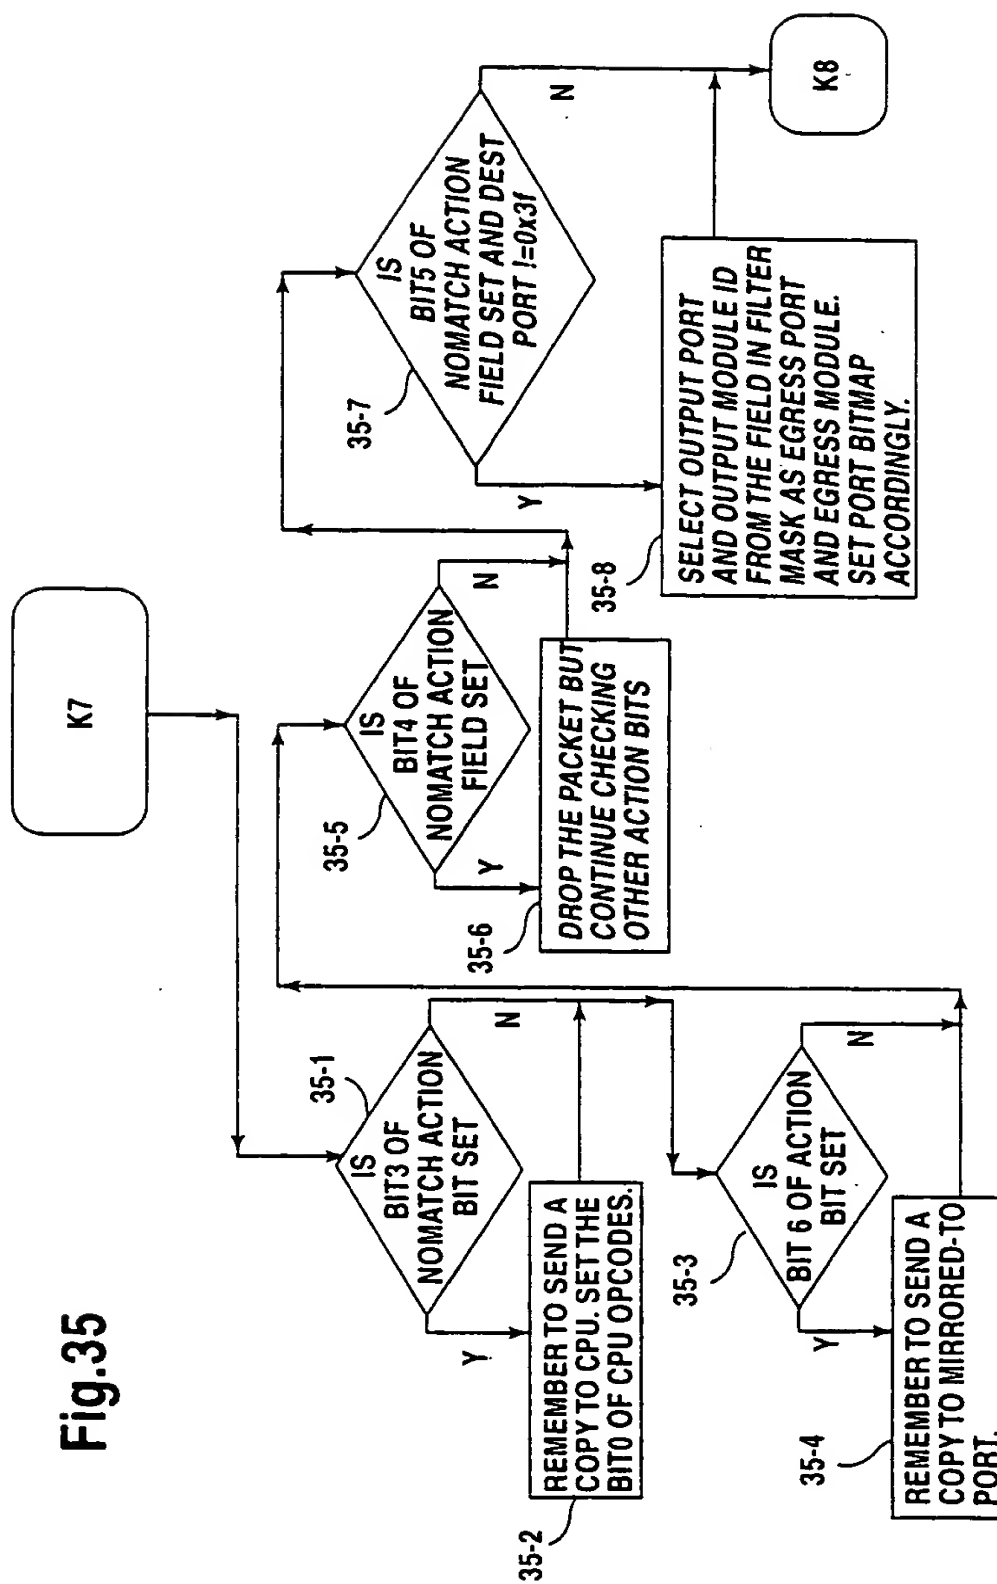 Fig.35
K7
35-1
IS
BIT3 OF
NOMATCH ACTION
BIT SET
Y
N
35-2
REMEMBER TO SEND A
COPY TO CPU. SET THE
BIT0 OF CPU OPCODES.
35-3
IS
BIT 6 OF ACTION
BIT SET
Y
N
35-4
REMEMBER TO SEND A
COPY TO MIRRORED-TO
PORT.
35-5
IS
BIT4 OF
NOMATCH ACTION
FIELD SET
Y
N
35-6
DROP THE PACKET BUT
CONTINUE CHECKING
OTHER ACTION BITS
35-7
IS
BIT5 OF
NOMATCH ACTION
FIELD SET AND DEST
PORT !=0x3f
Y
N
35-8
SELECT OUTPUT PORT
AND OUTPUT MODULE ID
FROM THE FIELD IN FILTER
MASK AS EGRESS PORT
AND EGRESS MODULE.
SET PORT BITMAP
ACCORDINGLY.
K8